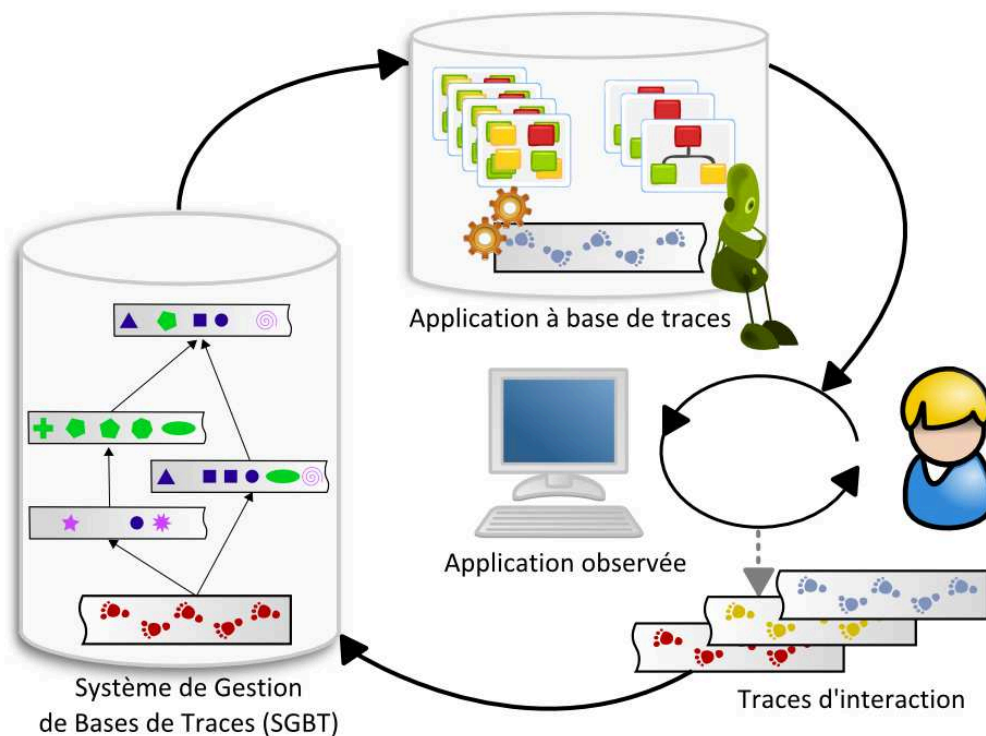 Application à base de traces
Application observée
Traces d'interaction
Système de Gestion
de Bases de Traces (SGBT)